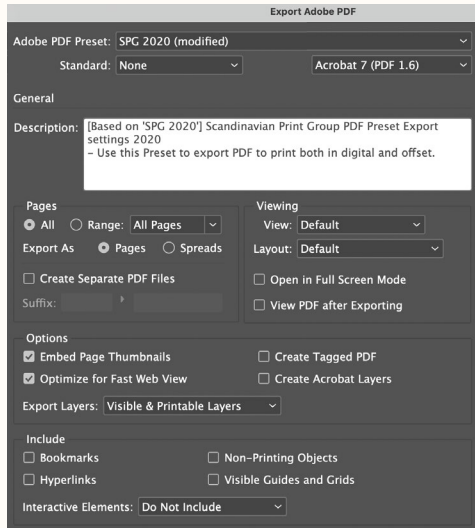 Export Adobe PDF
Adobe PDF Preset: SPG 2020 (modified)
Standard: None Acrobat 7 (PDF 1.6)
General
Description: [Based on 'SPG 2020'] Scandinavian Print Group PDF Preset Export
settings 2020
– Use this Preset to export PDF to print both in digital and offset.
Pages
All Range: All Pages
Export As Pages Spreads
Create Separate PDF Files
Suffix:
Viewing
View: Default
Layout: Default
Open in Full Screen Mode
View PDF after Exporting
Options
Embed Page Thumbnails Create Tagged PDF
Optimize for Fast Web View Create Acrobat Layers
Export Layers: Visible & Printable Layers
Include
Bookmarks Non-Printing Objects
Hyperlinks Visible Guides and Grids
Interactive Elements: Do Not Include